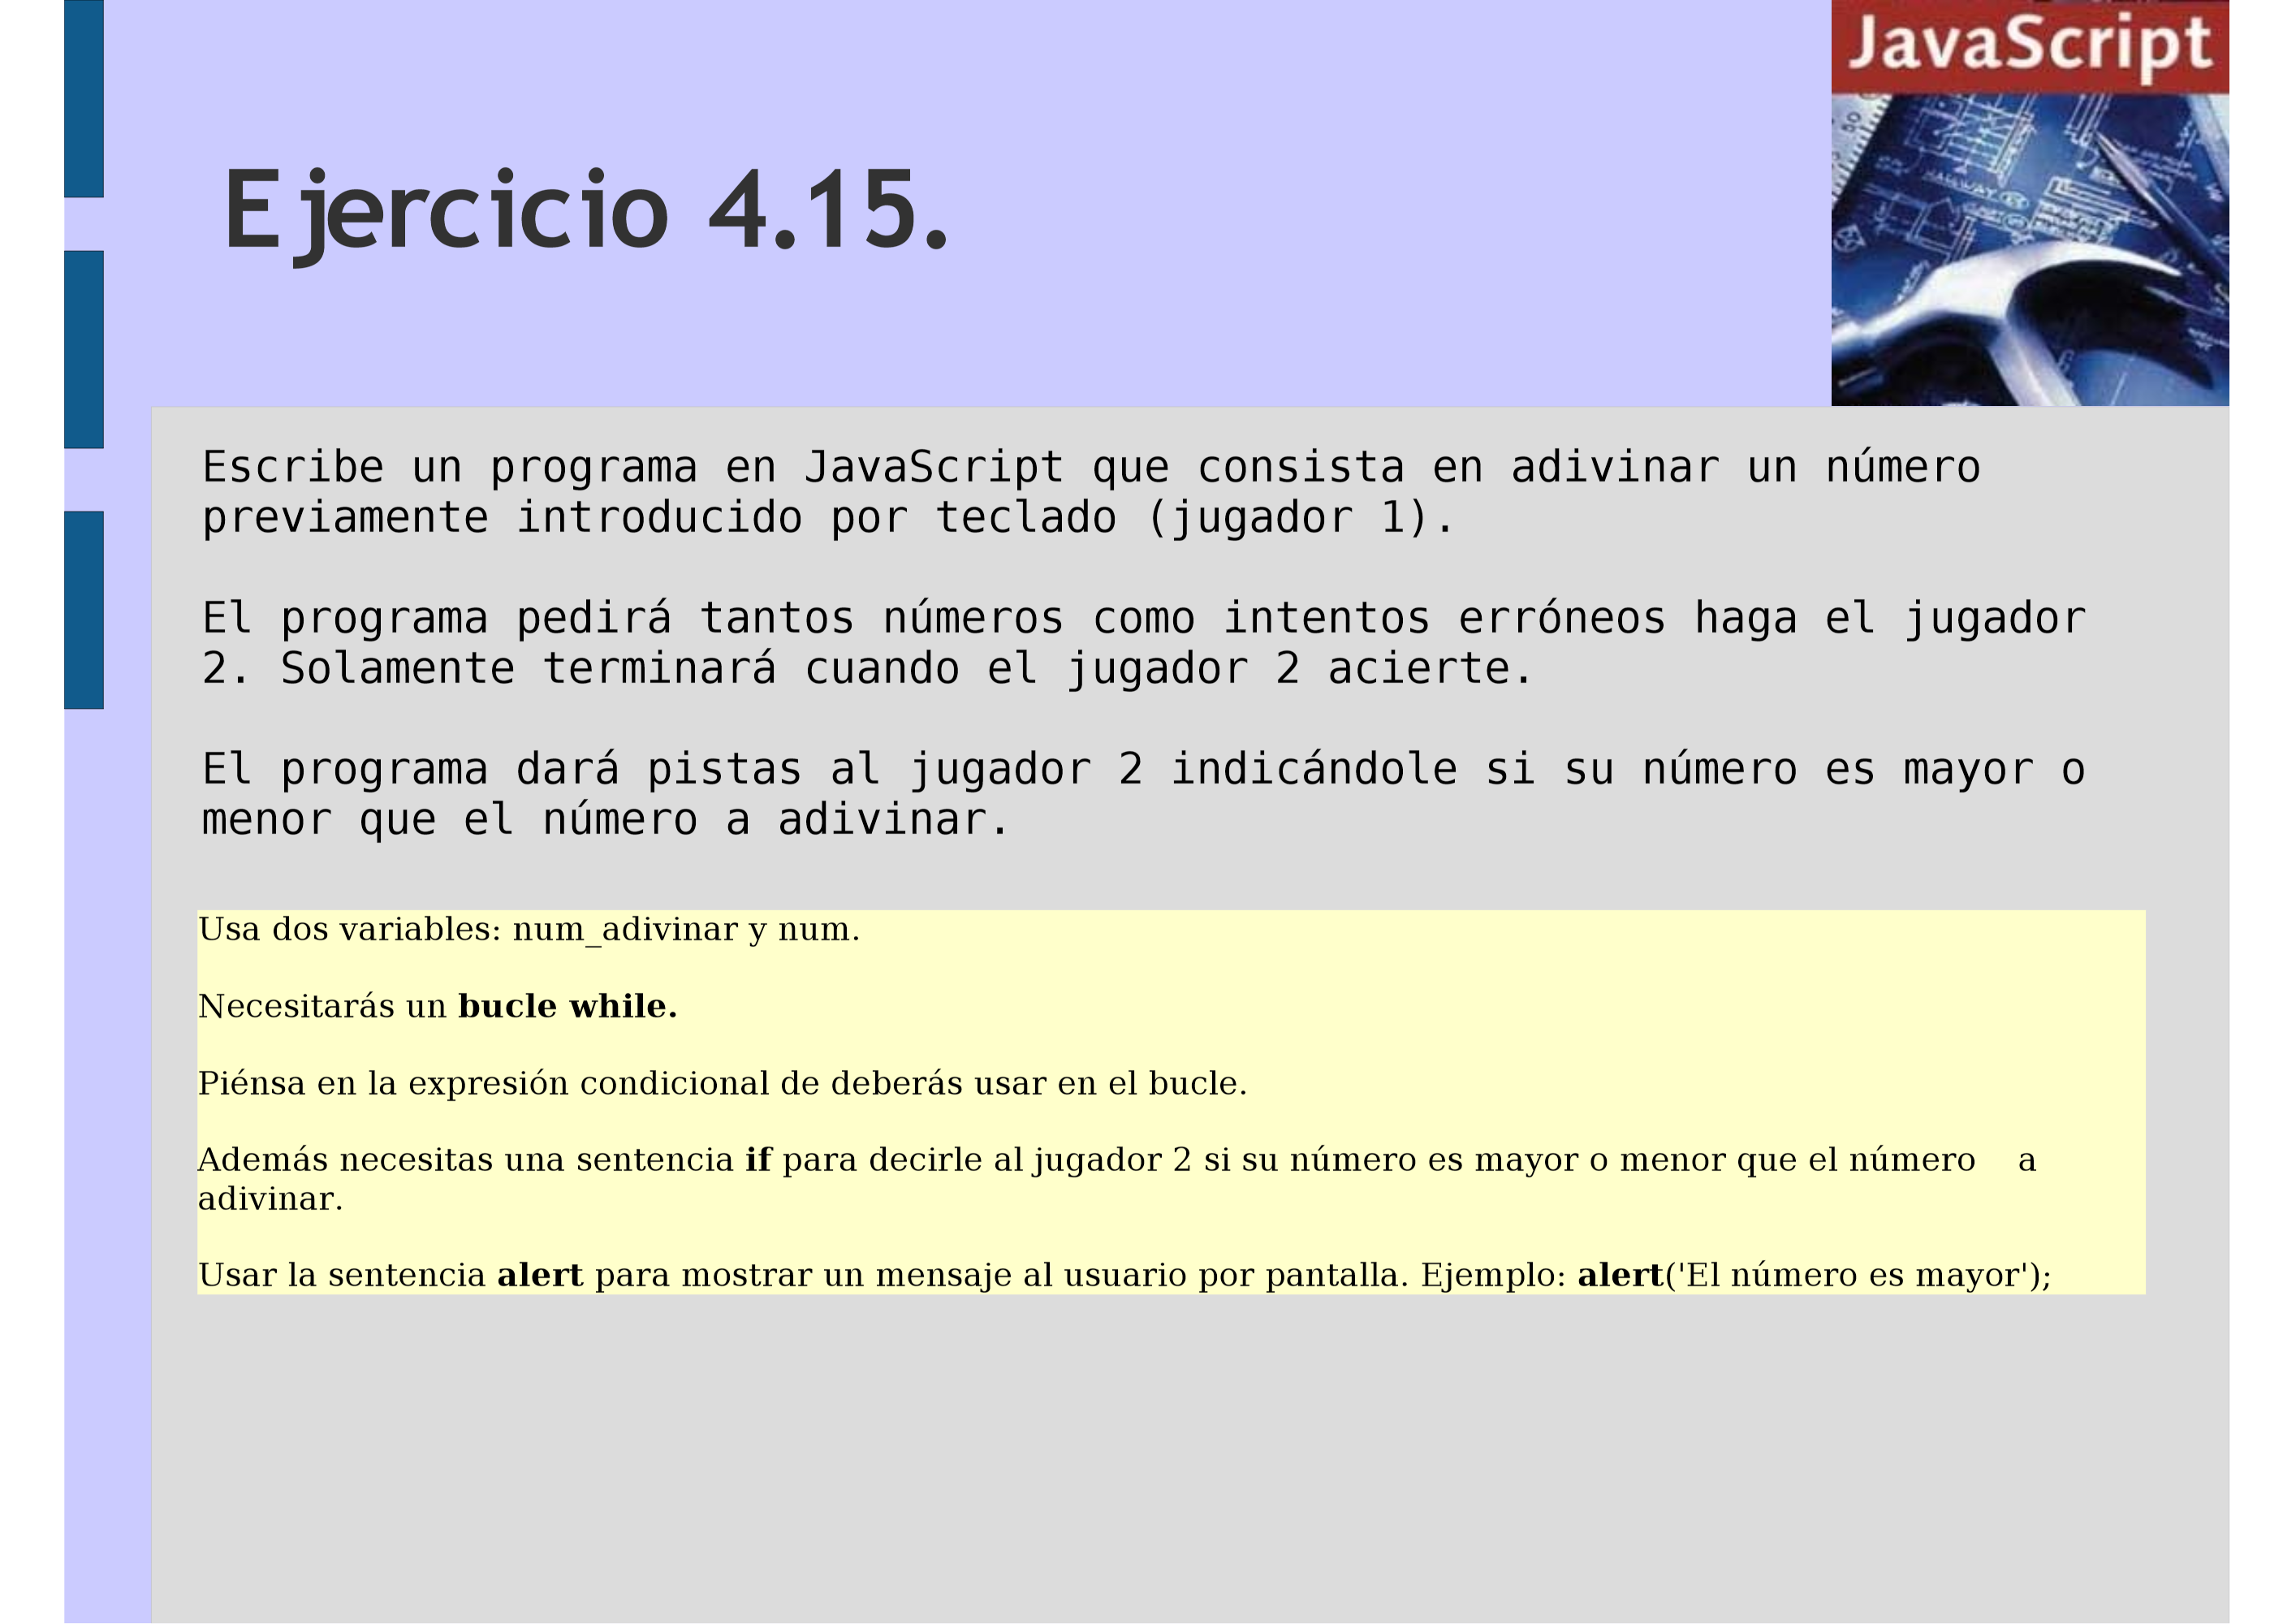 JavaScript
Ejercicio 4.15.
Escribe un programa en JavaScript que consista en adivinar un número
previamente introducido por teclado (jugador 1).
El programa pedirá tantos números como intentos erróneos haga el jugador
2. Solamente terminará cuando el jugador 2 acierte.
El programa dará pistas al jugador 2 indicándole si su número es mayor o
menor que el número a adivinar.
Usa dos variables: num_adivinar y num.
Necesitarás un bucle while.
Piénsa en la expresión condicional de deberás usar en el bucle.
Además necesitas una sentencia if para decirle al jugador 2 si su número es mayor o menor que el número a
adivinar.
Usar la sentencia alert para mostrar un mensaje al usuario por pantalla. Ejemplo: alert('El número es mayor');